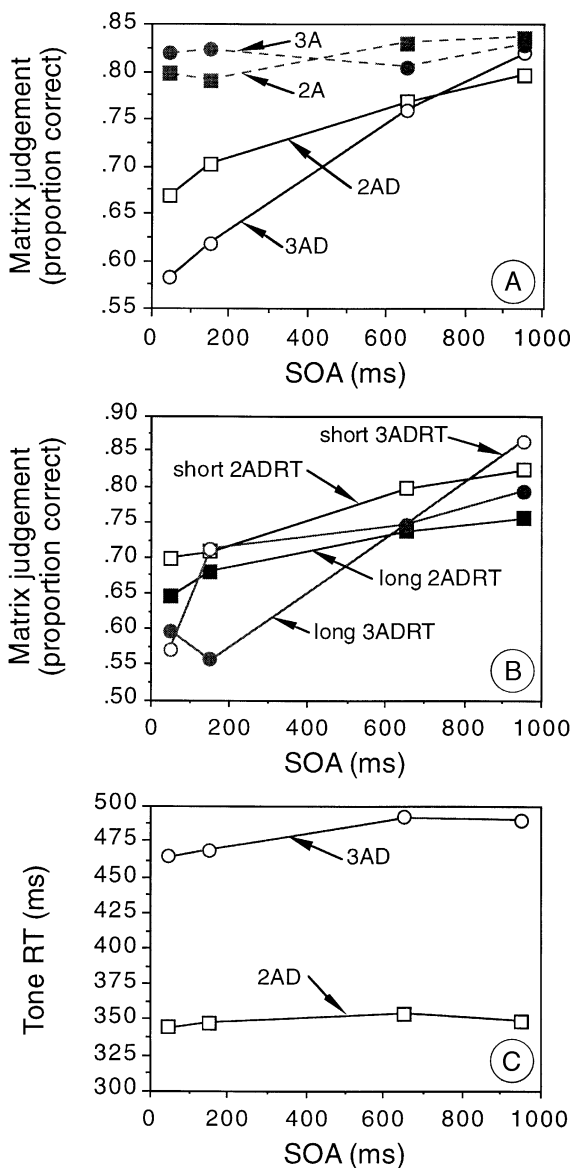 .85
.80
.75
.70
.65
.60
.55
Matrix judgement
(proportion correct)
3A
2A
2AD
3AD
A
0 200 400 600 800 1000
SOA (ms)
.90
.85
.80
.75
.70
.65
.60
.55
.50
Matrix judgement
(proportion correct)
short 3ADRT
short 2ADRT
long 2ADRT
long 3ADRT
B
0 200 400 600 800 1000
SOA (ms)
500
475
450
425
400
375
350
325
300
Tone RT (ms)
3AD
2AD
C
0 200 400 600 800 1000
SOA (ms)